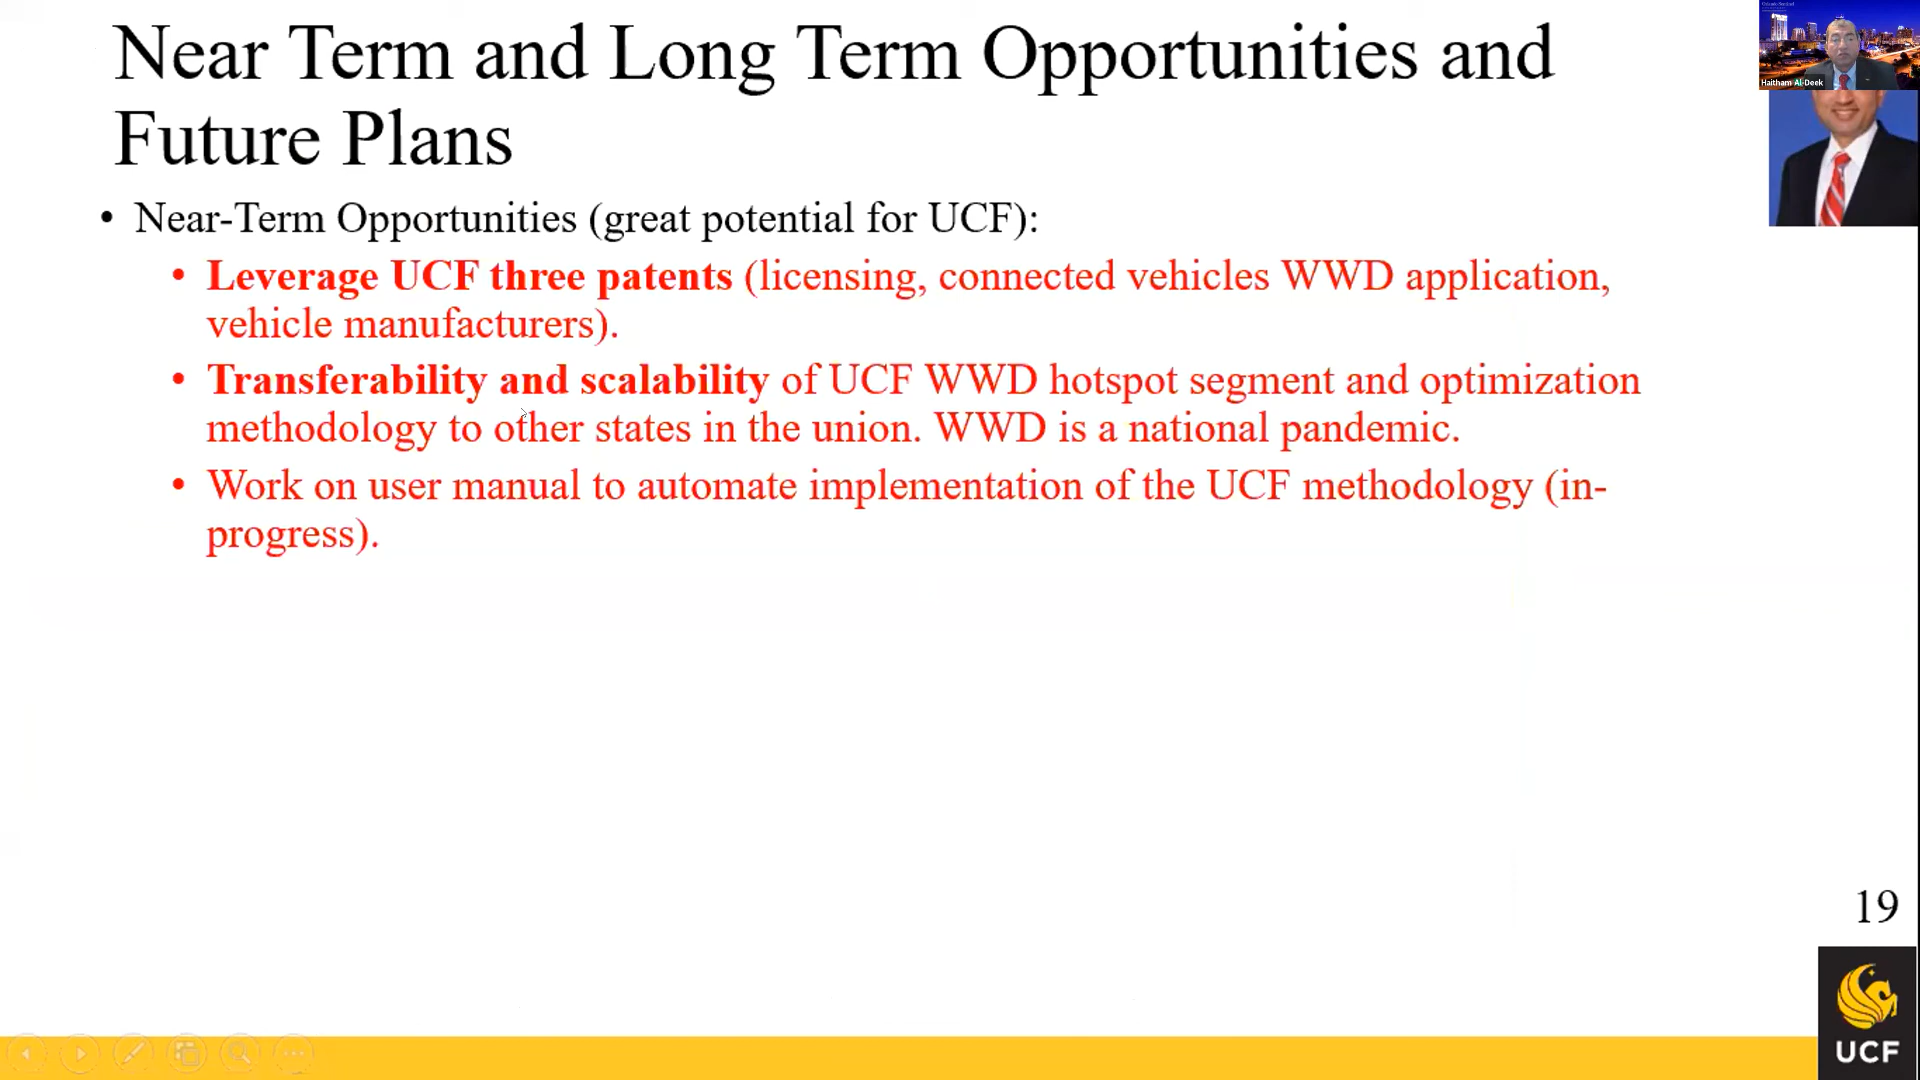 Near Term and Long Term Opportunities and
Future Plans
Haitham Al-Deek
• Near-Term Opportunities (great potential for UCF):
• Leverage UCF three patents (licensing, connected vehicles WWD application,
vehicle manufacturers).
• Transferability and scalability of UCF WWD hotspot segment and optimization
methodology to other states in the union. WWD is a national pandemic.
• Work on user manual to automate implementation of the UCF methodology (in-
progress).
19
UCF